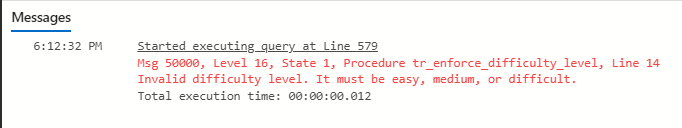 Messages
6:12:32 PM Started executing query at Line 579
Msg 50000, Level 16, State 1, Procedure tr_enforce_difficulty_level, Line 14
Invalid difficulty level. It must be easy, medium, or difficult.
Total execution time: 00:00:00.012